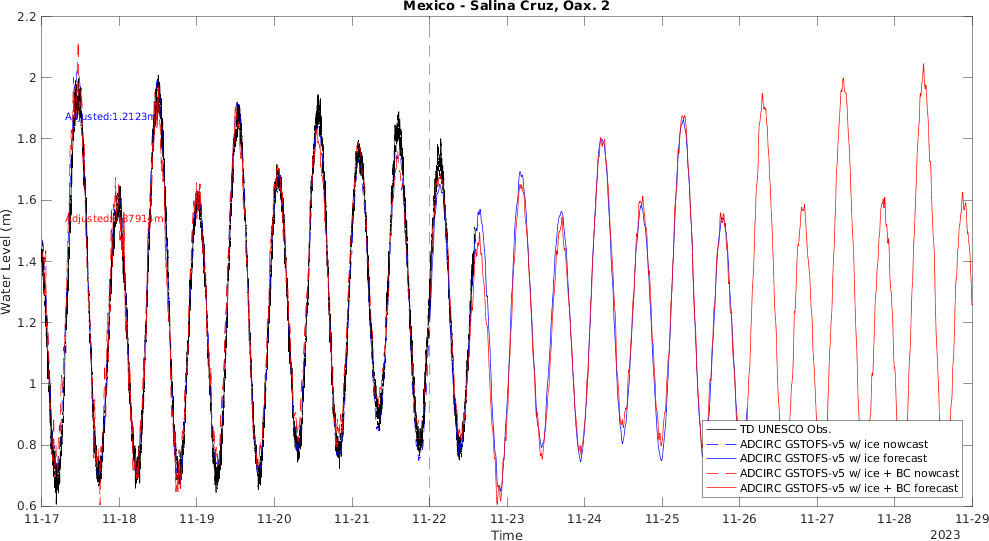 Mexico - Salina Cruz, Oax. 2
Water Level (m)
2.2
2
1.8
1.6
1.4
1.2
1
0.8
0.6
Adjusted:1.2123m
TD UNESCO Obs.
ADCIRC GSTOFS-v5 w/ ice nowcast
ADCIRC GSTOFS-v5 w/ ice forecast
ADCIRC GSTOFS-v5 w/ ice + BC nowcast
ADCIRC GSTOFS-v5 w/ ice + BC forecast
11-17 11-18 11-19 11-20 11-21 11-22 11-23 11-24 11-25 11-26 11-27 11-28 11-29
Time
2023